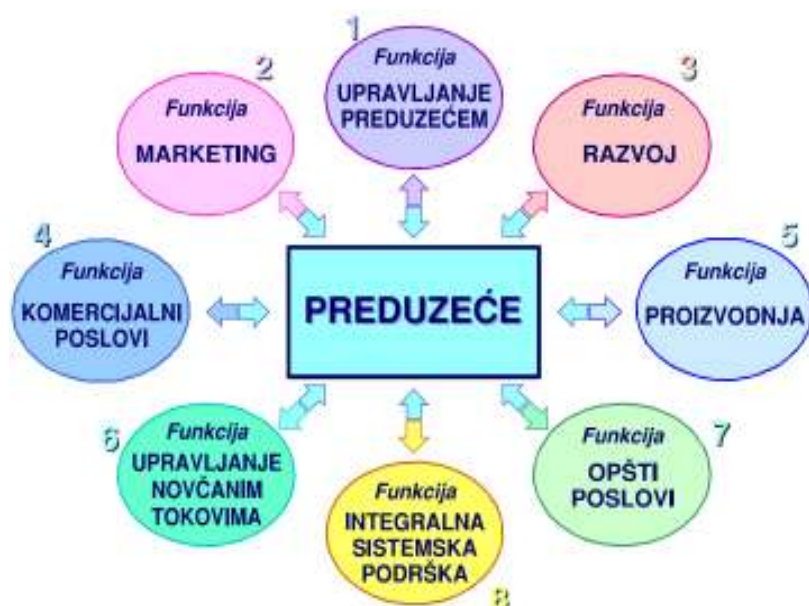 1
Funkcija
UPRAVLJANJE
PREDUZEĆEM
2
Funkcija
MARKETING
3
Funkcija
RAZVOJ
4
Funkcija
KOMERCIJALNI
POSLOVI
PREDUZEĆE
5
Funkcija
PROIZVODNJA
6
Funkcija
UPRAVLJANJE
NOVČANIM
TOKOVIMA
7
Funkcija
OPŠTI
POSLOVI
Funkcija
INTEGRALNA
SISTEMSKA
PODRŠKA
8